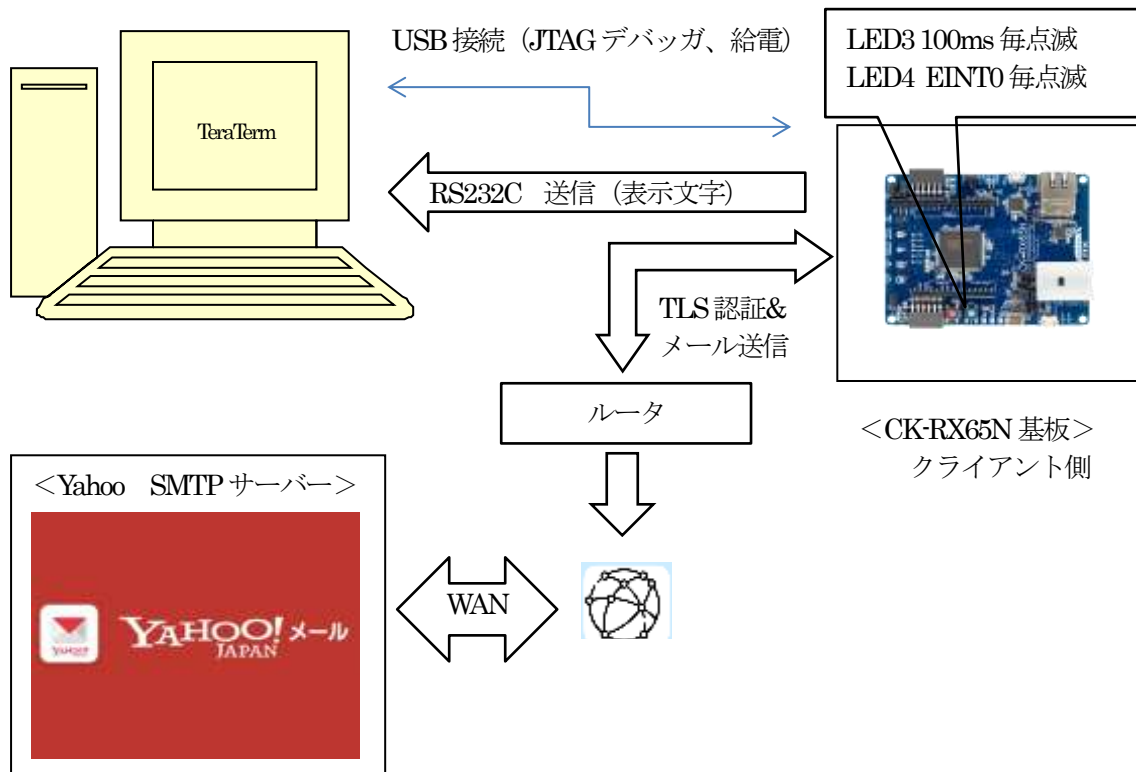 USB 接続（JTAG デバッガ、給電）
LED3 100ms 毎点滅
LED4 EINT0 毎点滅
TeraTerm
RS232C　送信（表示文字）
TLS 認証&
メール送信
ルータ
＜CK-RX65N 基板＞
クライアント側
＜Yahoo　SMTP サーバー＞
WAN
YAHOO! メール
JAPAN